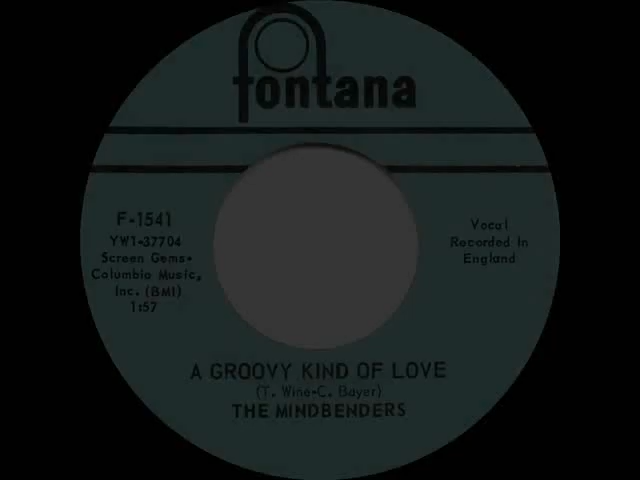 fontana
F-1541
YW1-37704
Screen Gems-
Columbia Music,
Inc. (BMI)
1:57
Vocal
Recorded In
England
A GROOVY KIND OF LOVE
(T. Wine-C. Bayer)
THE MINDBENDERS